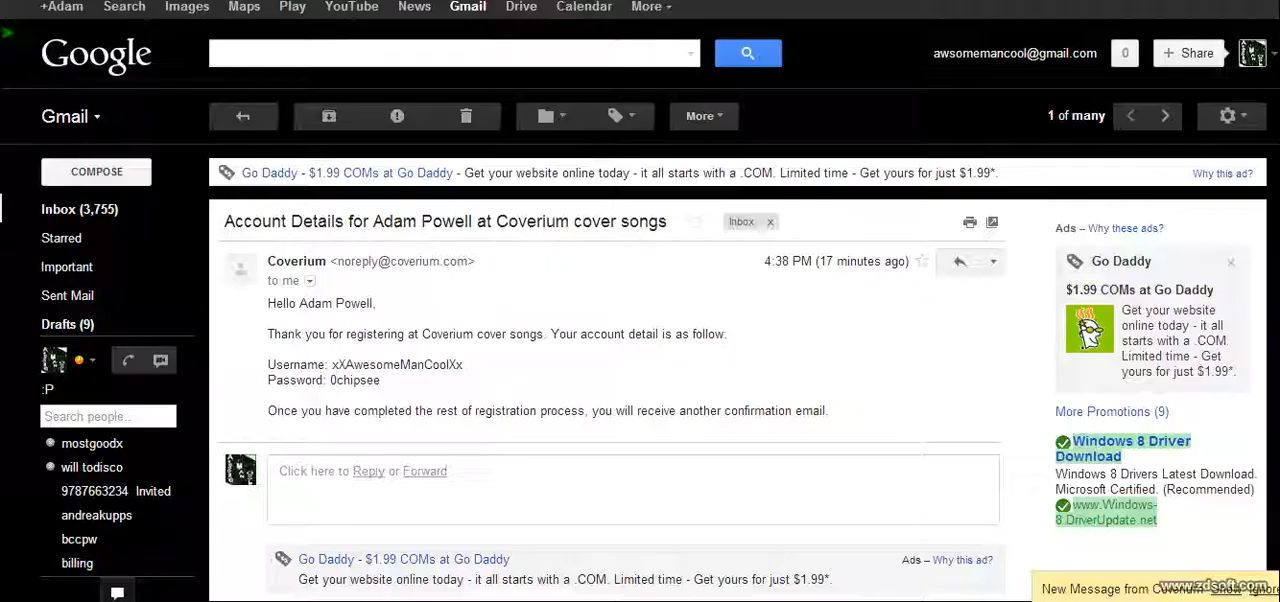 +Adam Search Images Maps Play YouTube News Gmail Drive Calendar More
Google
awsomemancool@gmail.com 0 + Share
Gmail
More
1 of many
COMPOSE
Go Daddy - $1.99 COMs at Go Daddy - Get your website online today - it all starts with a .COM. Limited time - Get yours for just $1.99*.
Why this ad?
Inbox (3,755)
Starred
Important
Sent Mail
Drafts (9)
:P
Search people...
mostgoodx
will todisco
9787663234 Invited
andreakupps
bccpw
billing
Account Details for Adam Powell at Coverium cover songs
Inbox x
Coverium <noreply@coverium.com>
4:38 PM (17 minutes ago)
to me
Hello Adam Powell,
Thank you for registering at Coverium cover songs. Your account detail is as follow:
Username: xXAwesomeManCoolXx
Password: 0chipsee
Once you have completed the rest of registration process, you will receive another confirmation email.
Click here to Reply or Forward
Go Daddy - $1.99 COMs at Go Daddy
Ads – Why this ad?
Get your website online today - it all starts with a .COM. Limited time - Get yours for just $1.99*.
Ads – Why these ads?
Go Daddy
$1.99 COMs at Go Daddy
Get your website
online today - it all
starts with a .COM.
Limited time - Get
yours for just $1.99*.
More Promotions (9)
Windows 8 Driver
Download
Windows 8 Drivers Latest Download.
Microsoft Certified. (Recommended)
www.Windows-
8.DriverUpdate.net
New Message from Coverium Show Ignore
www.zdsoft.com